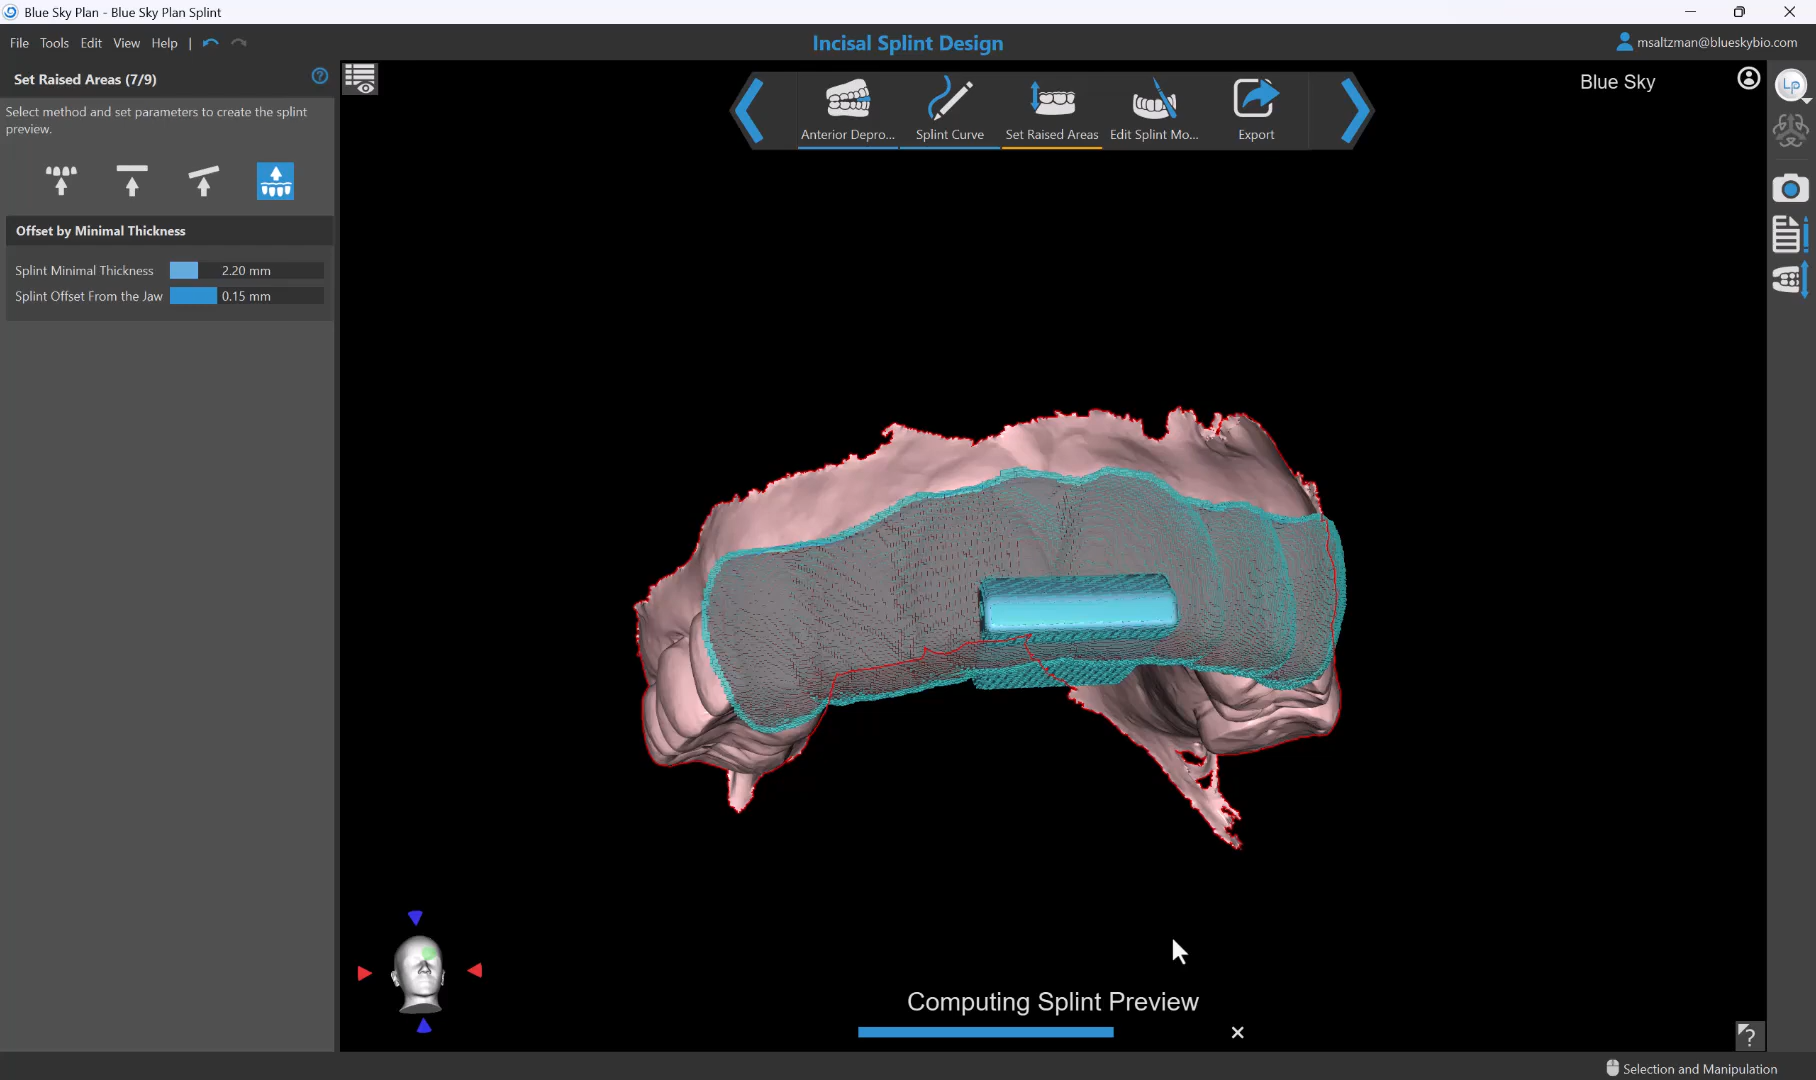 Blue Sky Plan - Blue Sky Plan Splint
File Tools Edit View Help |
Incisal Splint Design
msaltzman@blueskybio.com
Set Raised Areas (7/9)
Select method and set parameters to create the splint
preview.
Offset by Minimal Thickness
Splint Minimal Thickness 2.20 mm
Splint Offset From the Jaw 0.15 mm
Anterior Depro... Splint Curve Set Raised Areas Edit Splint Mo... Export
Blue Sky
Lp
Computing Splint Preview
Selection and Manipulation